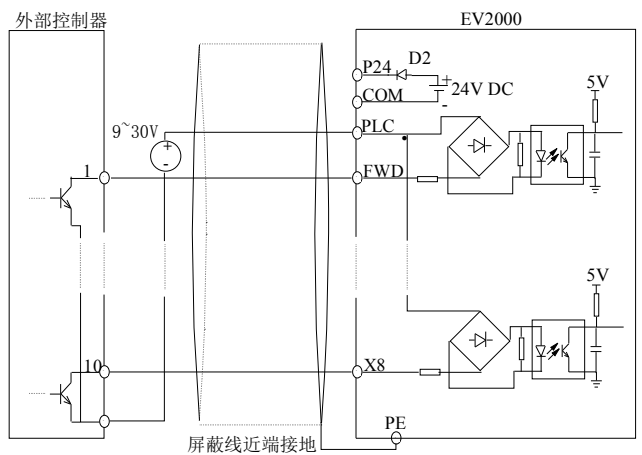 外部控制器
EV2000
P24
D2
+
24V DC
-
COM
5V
9~30V
+
-
PLC
1
FWD
5V
10
X8
PE
屏蔽线近端接地